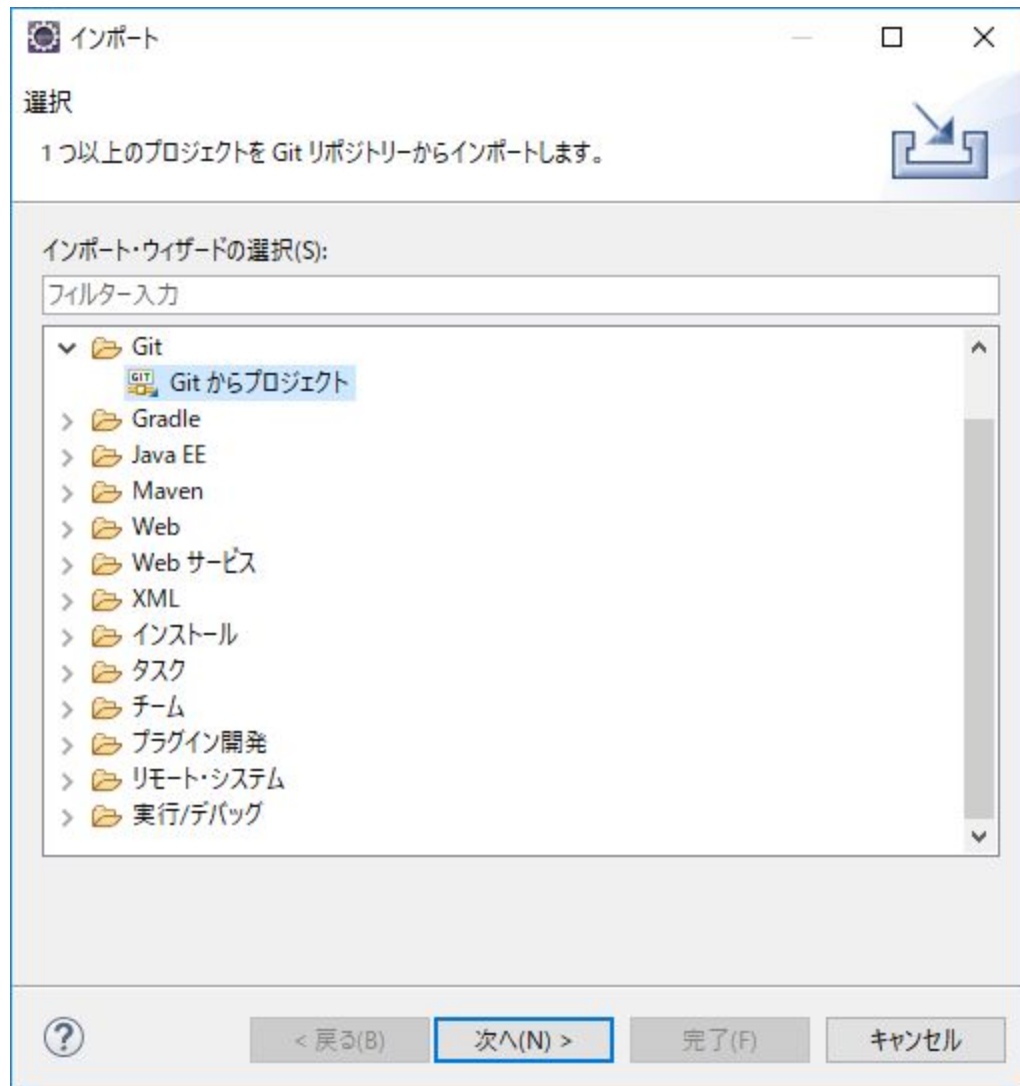 インポート
選択
1 つ以上のプロジェクトを Git リポジトリーからインポートします。
インポート・ウィザードの選択(S):
フィルター入力
Git
GIT
Git からプロジェクト
Gradle
Java EE
Maven
Web
Web サービス
XML
インストール
タスク
チーム
プラグイン開発
リモート・システム
実行/デバッグ
?
< 戻る(B)
次へ(N) >
完了(F)
キャンセル